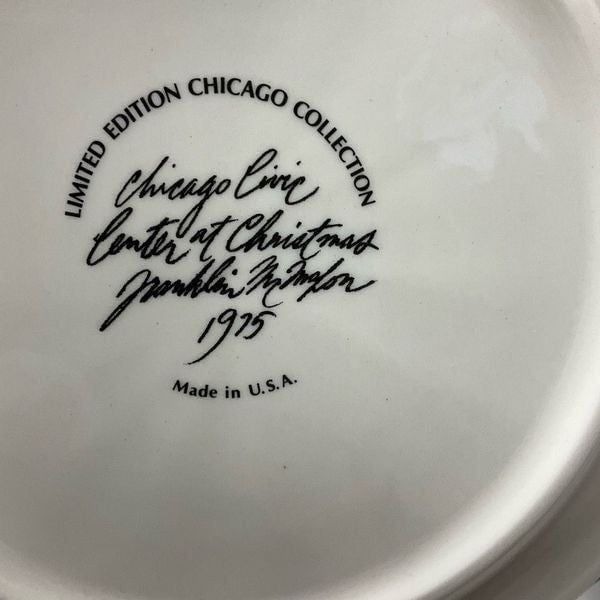 LIMITED EDITION CHICAGO COLLECTION
Chicago Civic
Center at Christmas
Franklin McMahon
1975
Made in U.S.A.